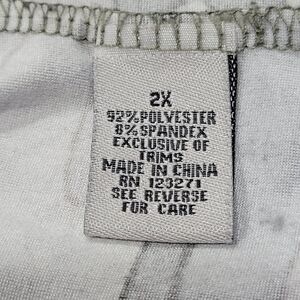 2X
92%POLYESTER
8%SPANDEX
EXCLUSIVE OF
TRIMS
MADE IN CHINA
RN 123271
SEE REVERSE
FOR CARE